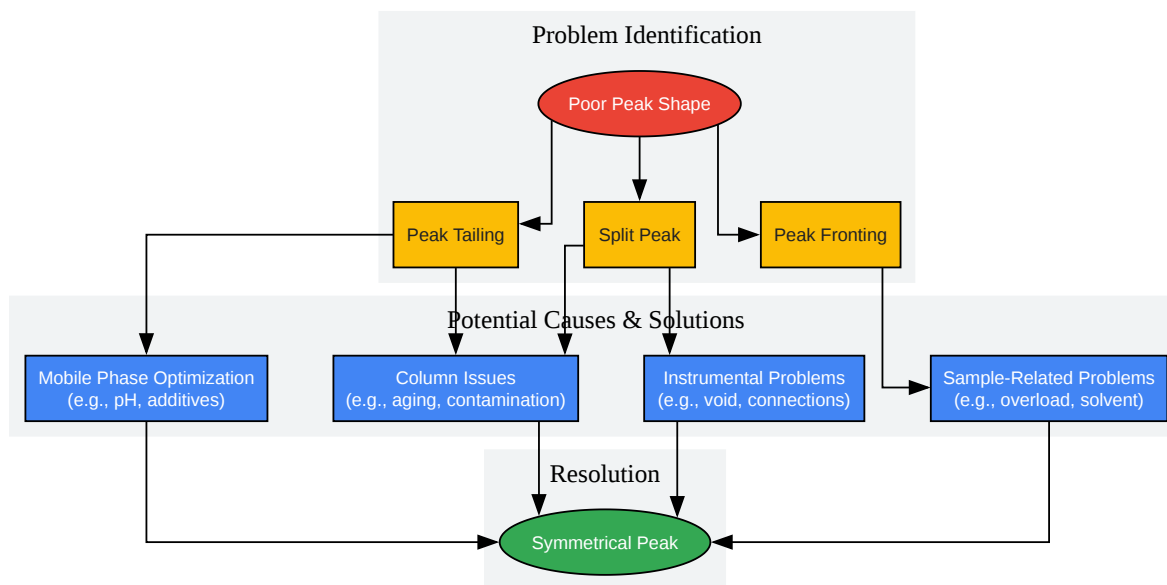 Problem Identification
Poor Peak Shape
Peak Tailing
Split Peak
Peak Fronting
Potential Causes & Solutions
Mobile Phase Optimization
(e.g., pH, additives)
Column Issues
(e.g., aging, contamination)
Instrumental Problems
(e.g., void, connections)
Sample-Related Problems
(e.g., overload, solvent)
Resolution
Symmetrical Peak